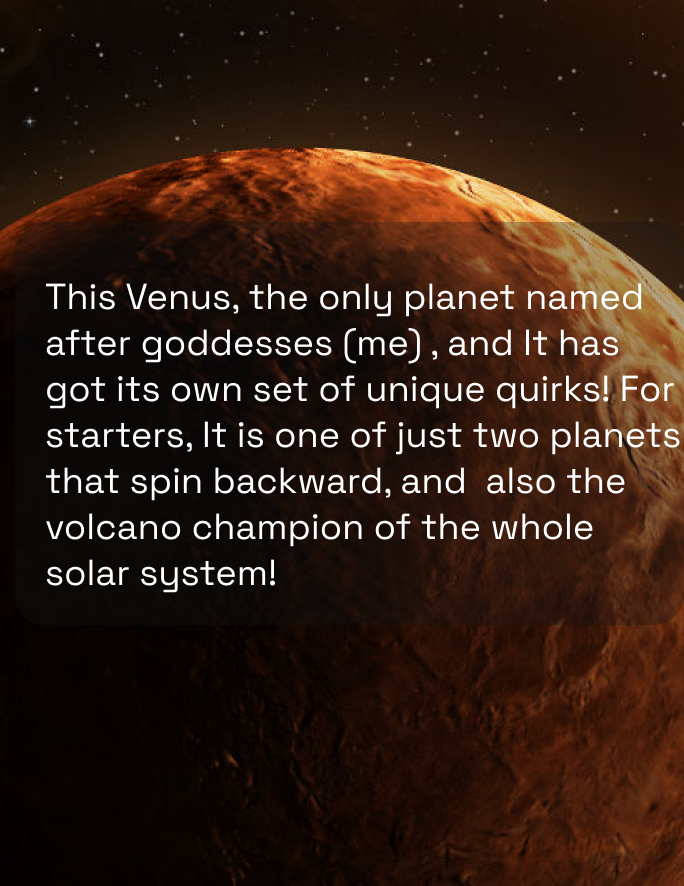 This Venus, the only planet named
after goddesses (me) , and It has
got its own set of unique quirks! For
starters, It is one of just two planets
that spin backward, and  also the
volcano champion of the whole
solar system!